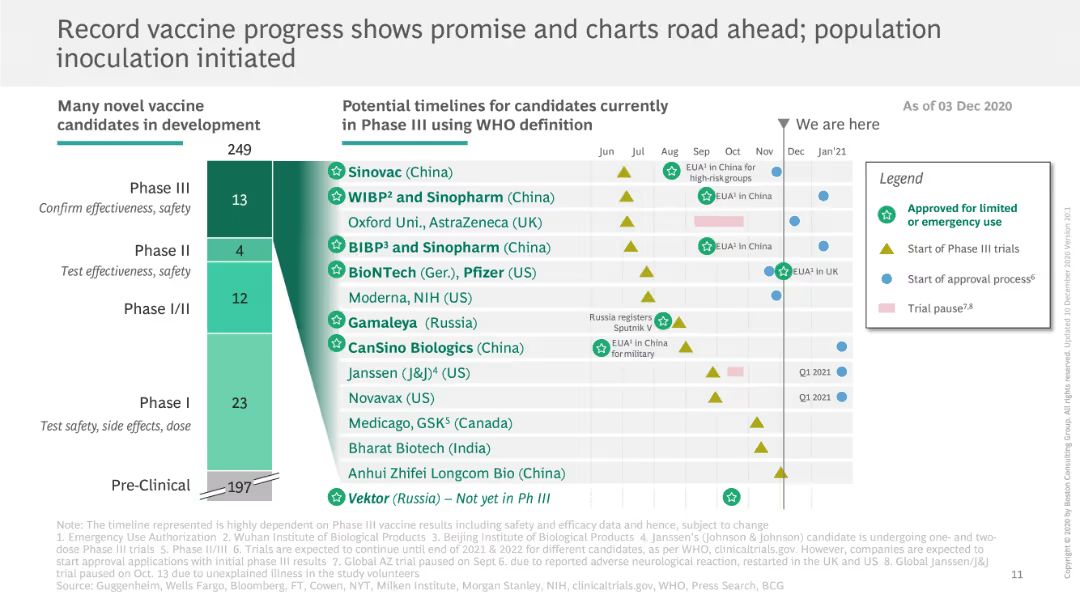 Record vaccine progress shows promise and charts road ahead; population
inoculation initiated
Many novel vaccine
candidates in development
249
Phase III
Confirm effectiveness, safety
13
Phase II
4
Test effectiveness, safety
Phase I/II
12
Phase I
23
Test safety, side effects, dose
Pre-Clinical
197
Potential timelines for candidates currently
in Phase III using WHO definition
As of 03 Dec 2020
We are here
Jun Jul Aug Sep Oct Nov Dec Jan'21
Sinovac (China)
EUA¹ in China for
high-risk groups
WIBP² and Sinopharm (China)
EUA¹ in China
Oxford Uni., AstraZeneca (UK)
BIBP³ and Sinopharm (China)
EUA¹ in China
BioNTech (Ger.), Pfizer (US)
EUA¹ in UK
Moderna, NIH (US)
Gamaleya (Russia)
Russia registers
Sputnik V
CanSino Biologics (China)
EUA¹ in China
for military
Janssen (J&J)⁴ (US)
Q1 2021
Novavax (US)
Q1 2021
Medicago, GSK⁵ (Canada)
Bharat Biotech (India)
Anhui Zhifei Longcom Bio (China)
Vektor (Russia) – Not yet in Ph III
Legend
Approved for limited
or emergency use
Start of Phase III trials
Start of approval process⁶
Trial pause⁷,⁸
Note: The timeline represented is highly dependent on Phase III vaccine results including safety and efficacy data and hence, subject to change
1. Emergency Use Authorization 2. Wuhan Institute of Biological Products 3. Beijing Institute of Biological Products 4. Janssen's (Johnson & Johnson) candidate is undergoing one- and two-
dose Phase III trials 5. Phase II/III 6. Trials are expected to continue until end of 2021 & 2022 for different candidates, as per WHO, clinicaltrials.gov. However, companies are expected to
start approval applications with initial phase III results 7. Global AZ trial paused on Sept 6. due to reported adverse neurological reaction, restarted in the UK and US 8. Global Janssen/J&J
trial paused on Oct. 13 due to unexplained illness in the study volunteers
Source: Guggenheim, Wells Fargo, Bloomberg, FT, Cowen, NYT, Milken Institute, Morgan Stanley, NIH, clinicaltrials.gov, WHO, Press Search, BCG
11
Copyright © 2020 by Boston Consulting Group. All rights reserved. Updated 10 December 2020 Version 20.1